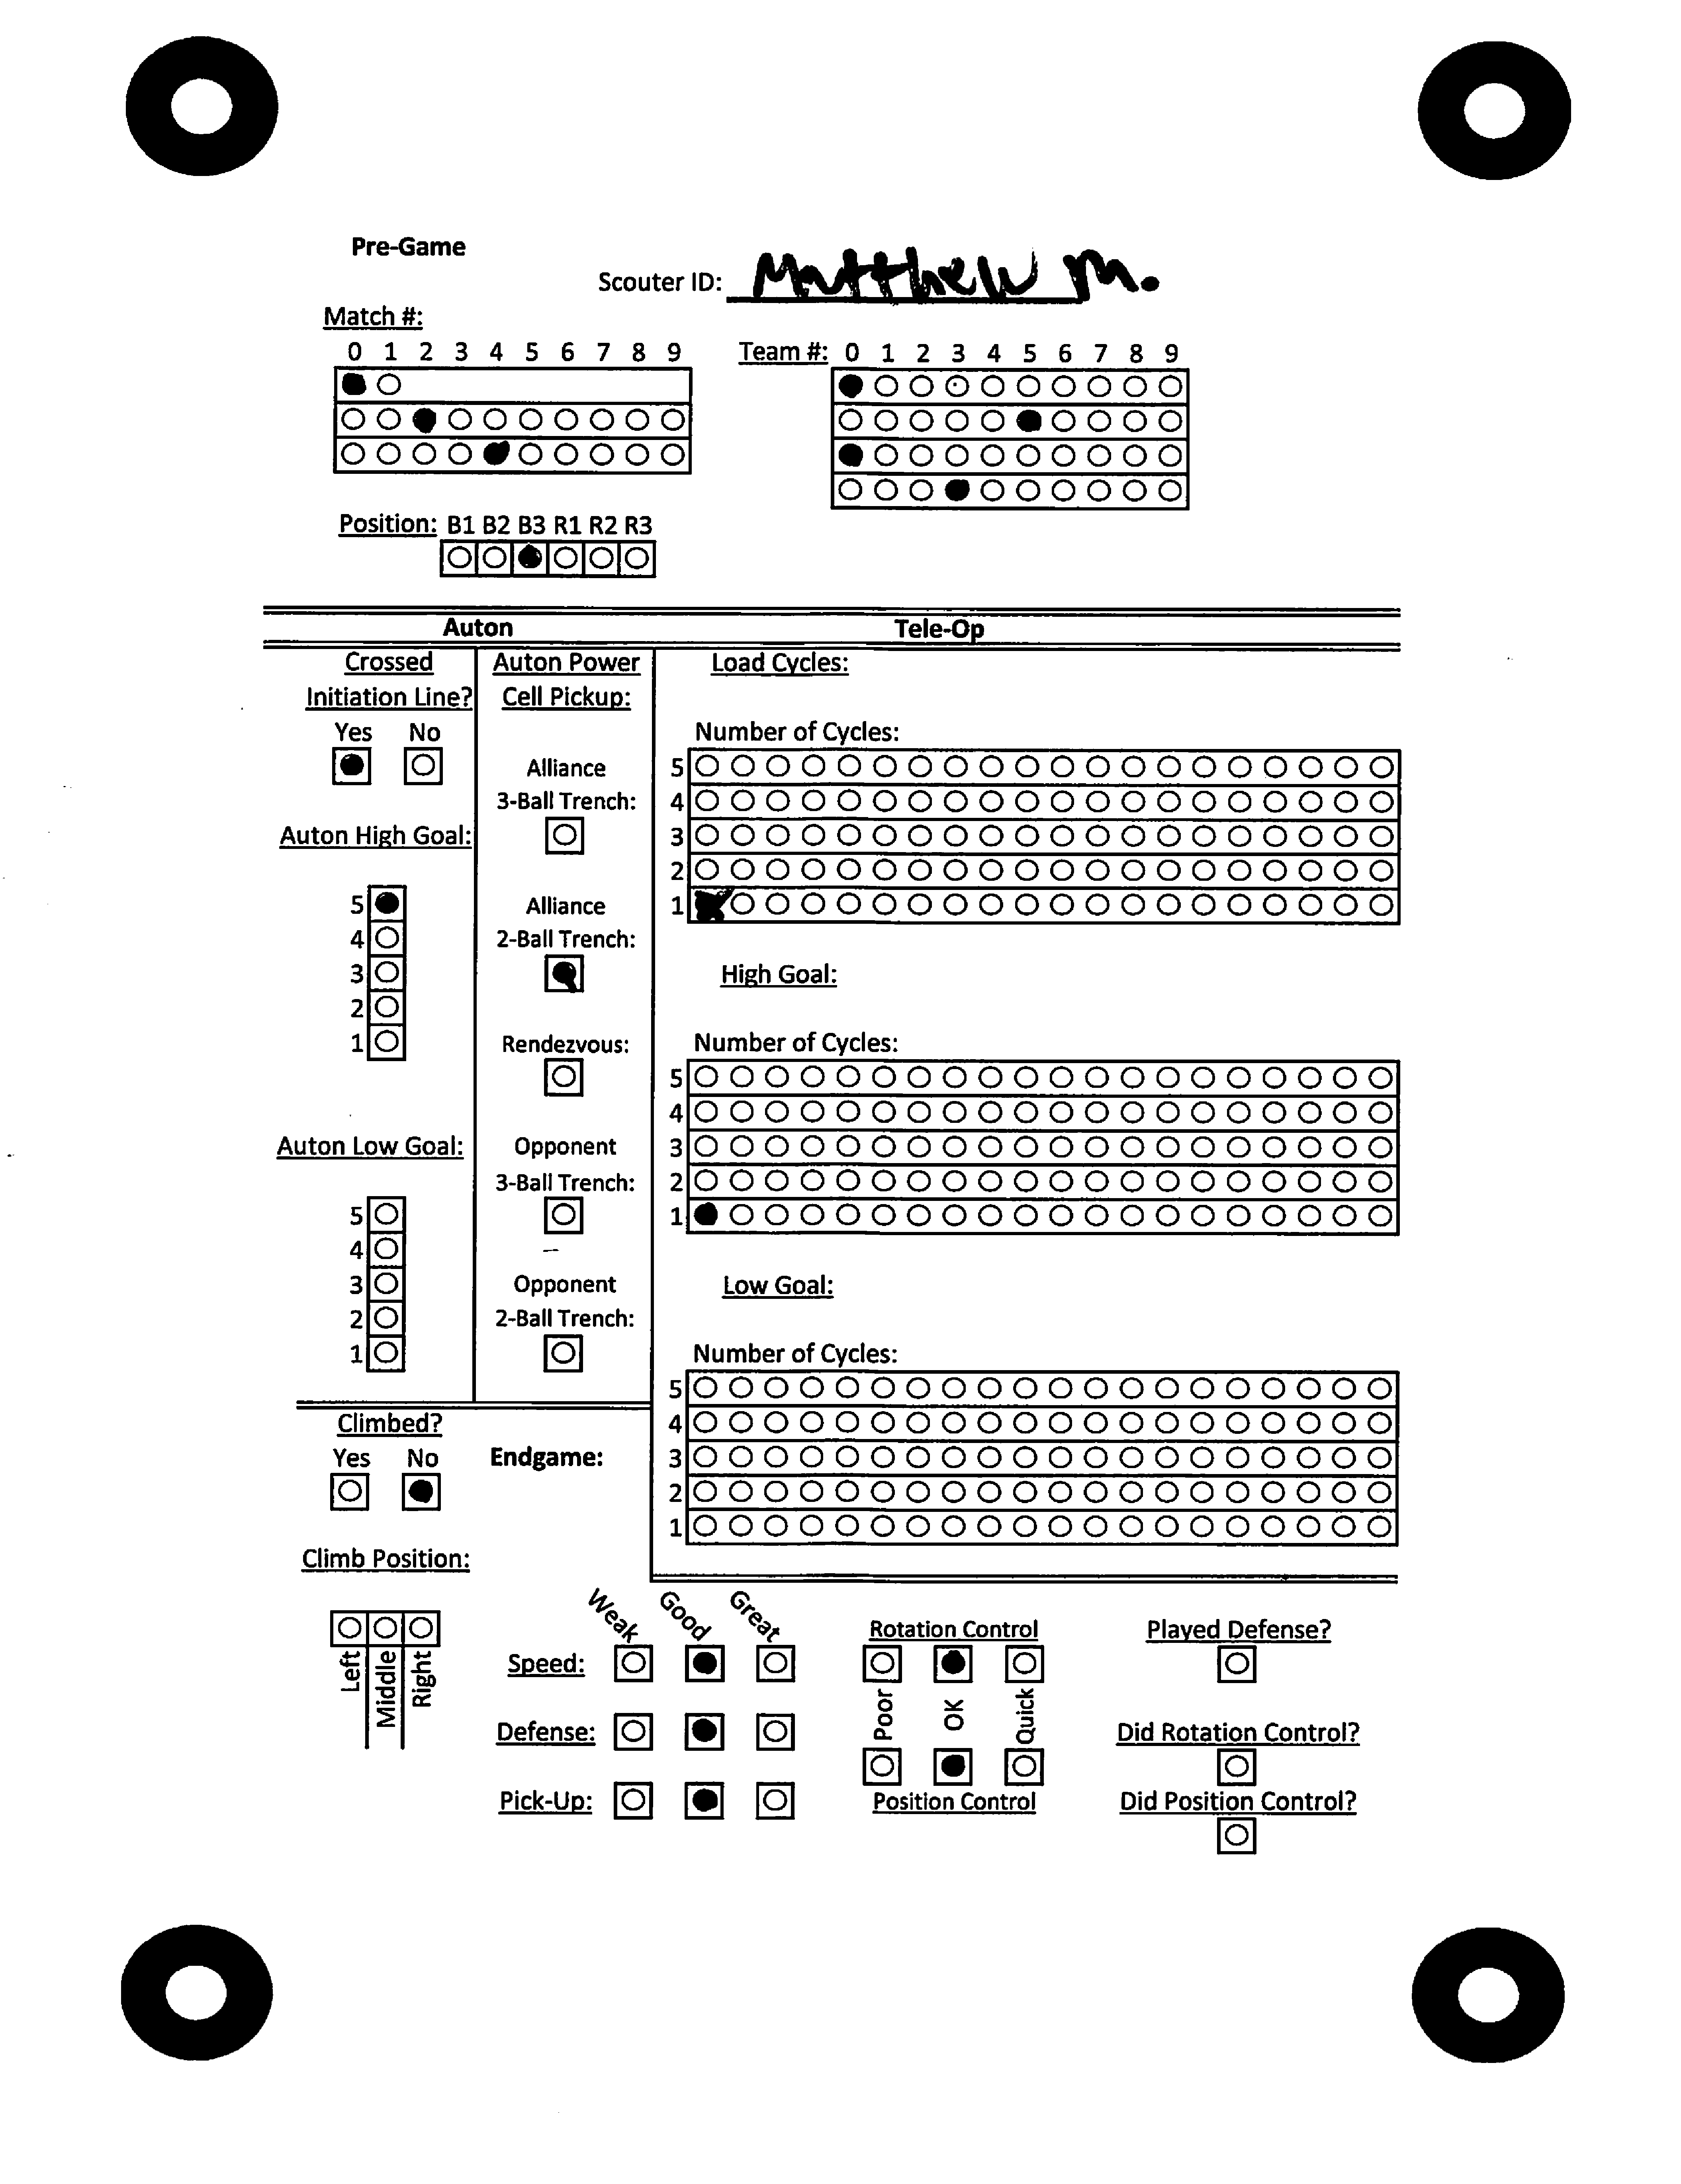 Pre-Game
Scouter ID: Matthew M.
Match #:
0 1 2 3 4 5 6 7 8 9
Team #: 0 1 2 3 4 5 6 7 8 9
Position: B1 B2 B3 R1 R2 R3
Auton
Tele-Op
Crossed
Initiation Line?
Yes No
Auton High Goal:
5
4
3
2
1
Auton Low Goal:
5
4
3
2
1
Auton Power
Cell Pickup:
Alliance
3-Ball Trench:
Alliance
2-Ball Trench:
Rendezvous:
Opponent
3-Ball Trench:
Opponent
2-Ball Trench:
Load Cycles:
Number of Cycles:
5
4
3
2
1
High Goal:
Number of Cycles:
5
4
3
2
1
Low Goal:
Number of Cycles:
5
4
3
2
1
Climbed?
Yes No
Endgame:
Climb Position:
Left
Middle
Right
Weak
Good
Great
Speed:
Defense:
Pick-Up:
Rotation Control
Poor
OK
Quick
Position Control
Played Defense?
Did Rotation Control?
Did Position Control?